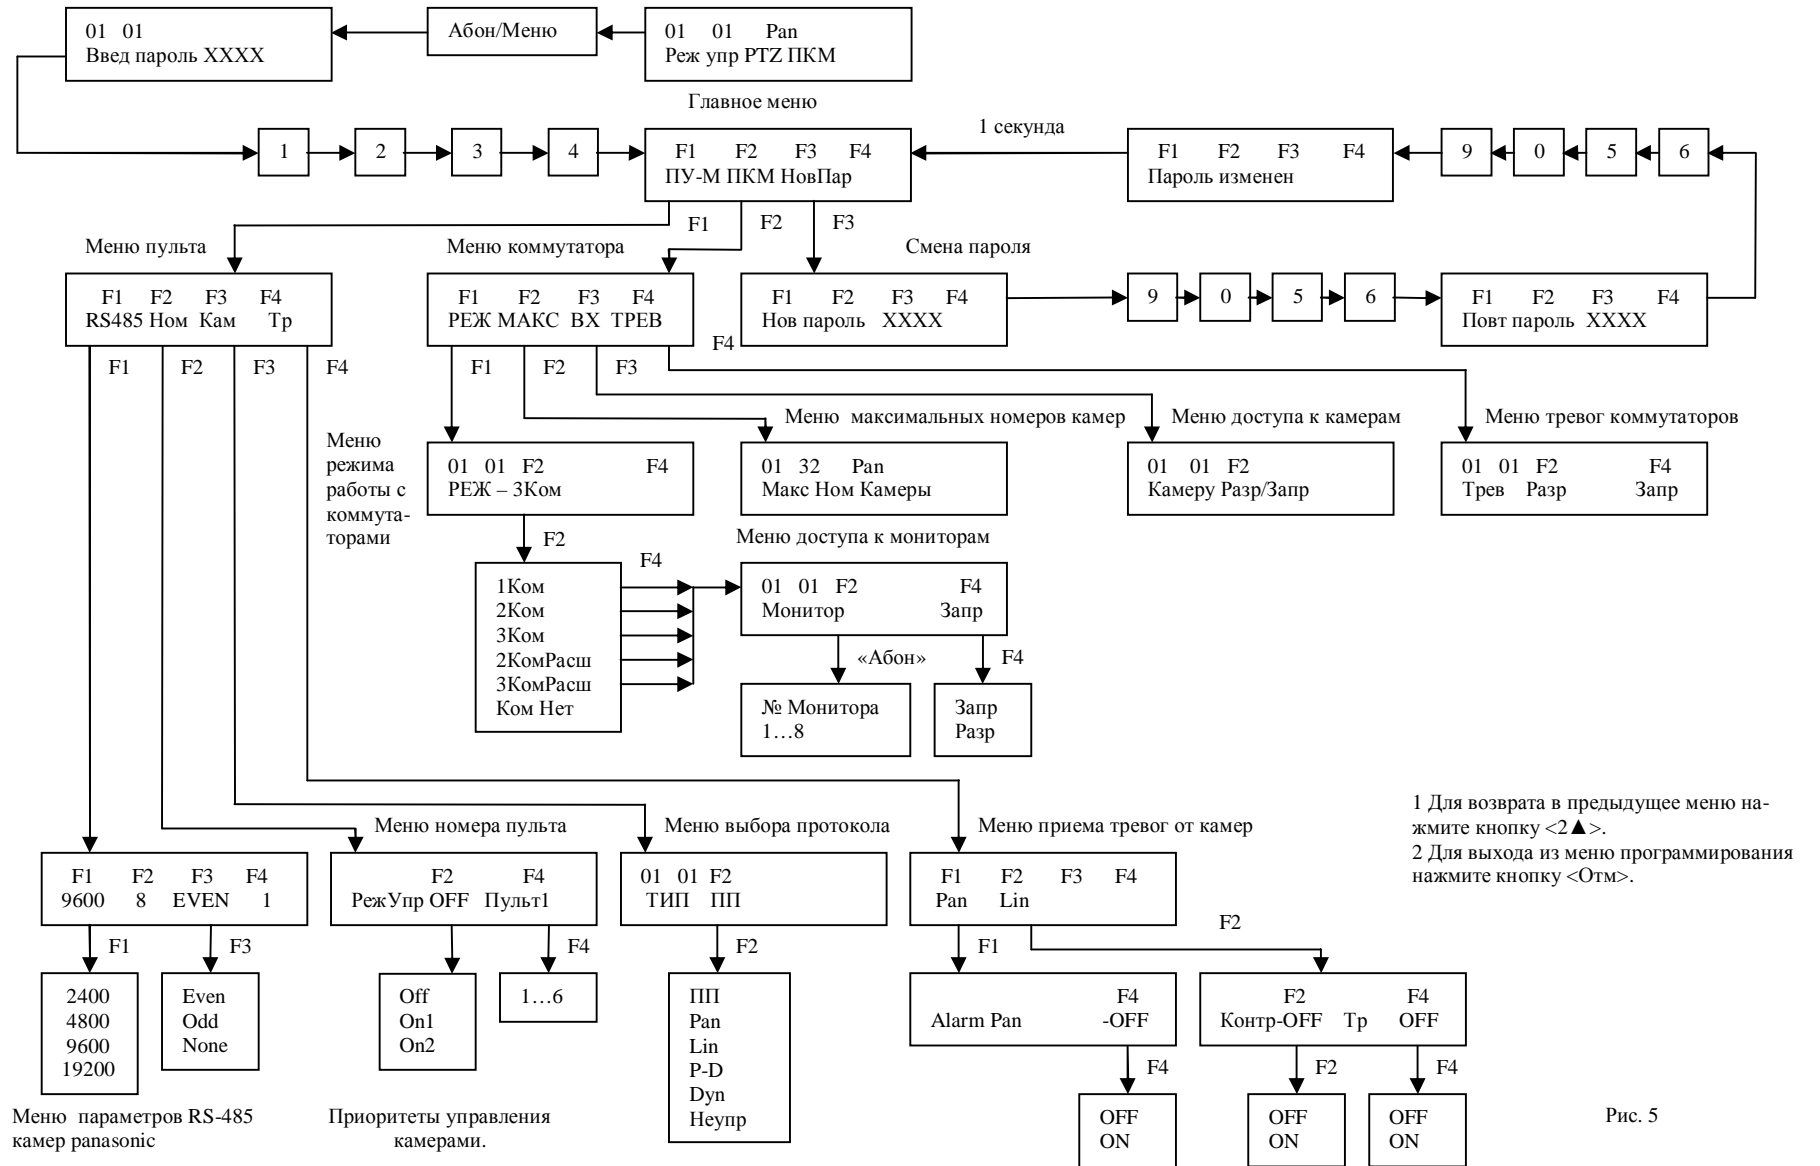 01 01
Введ пароль XXXX
Абон/Меню
01 01 Pan
Реж упр PTZ ПКМ
Главное меню
1
2
3
4
F1 F2 F3 F4
ПУ-М ПКМ НовПар
1 секунда
F1 F2 F3 F4
Пароль изменен
9
0
5
6
F1
F2
F3
Меню пульта
Меню коммутатора
Смена пароля
F1 F2 F3 F4
RS485 Ном Кам Тр
F1 F2 F3 F4
РЕЖ МАКС ВХ ТРЕВ
F1 F2 F3 F4
Нов пароль XXXX
9
0
5
6
F1 F2 F3 F4
Повт пароль XXXX
F1
F2
F3
F4
F1
F2
F3
F4
Меню
режима
работы с
коммута-
торами
Меню максимальных номеров камер
Меню доступа к камерам
Меню тревог коммутаторов
01 01 F2 F4
РЕЖ – 3Ком
01 32 Pan
Макс Ном Камеры
01 01 F2
Камеру Разр/Запр
01 01 F2 F4
Трев Разр Запр
F2
F4
Меню доступа к мониторам
1Ком
2Ком
3Ком
2КомРасш
3КомРасш
Ком Нет
01 01 F2 F4
Монитор Запр
«Абон»
F4
№ Монитора
1…8
Запр
Разр
1 Для возврата в предыдущее меню на-
жмите кнопку <2▲>.
2 Для выхода из меню программирования
нажмите кнопку <Отм>.
Меню номера пульта
Меню выбора протокола
Меню приема тревог от камер
F1 F2 F3 F4
9600 8 EVEN 1
F2 F4
РежУпр OFF Пульт1
01 01 F2
ТИП ПП
F1 F2 F3 F4
Pan Lin
F1
F3
F4
F2
F1
F2
2400
4800
9600
19200
Even
Odd
None
Off
On1
On2
1…6
ПП
Pan
Lin
P-D
Dyn
Неупр
F4
Alarm Pan -OFF
F2 F4
Контр-OFF Тр OFF
F4
F2
F4
OFF
ON
OFF
ON
OFF
ON
Меню параметров RS-485
камер panasonic
Приоритеты управления
камерами.
Рис. 5